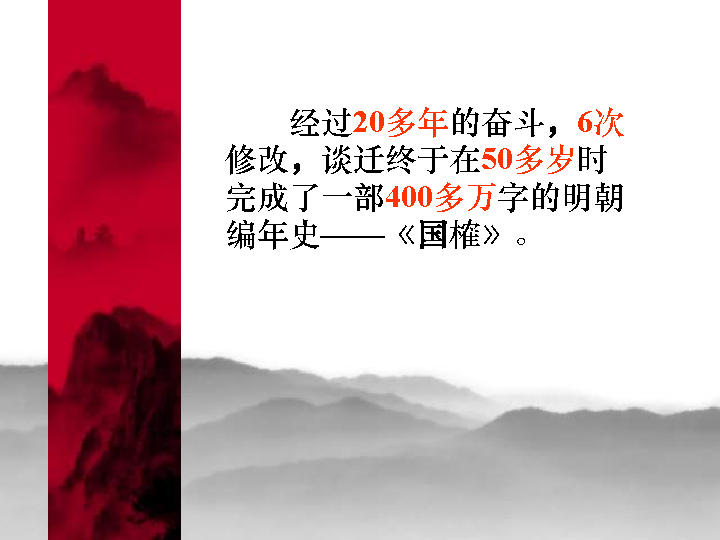 经过20多年的奋斗，6次
修改，谈迁终于在50多岁时
完成了一部400多万字的明朝
编年史——《国榷》。